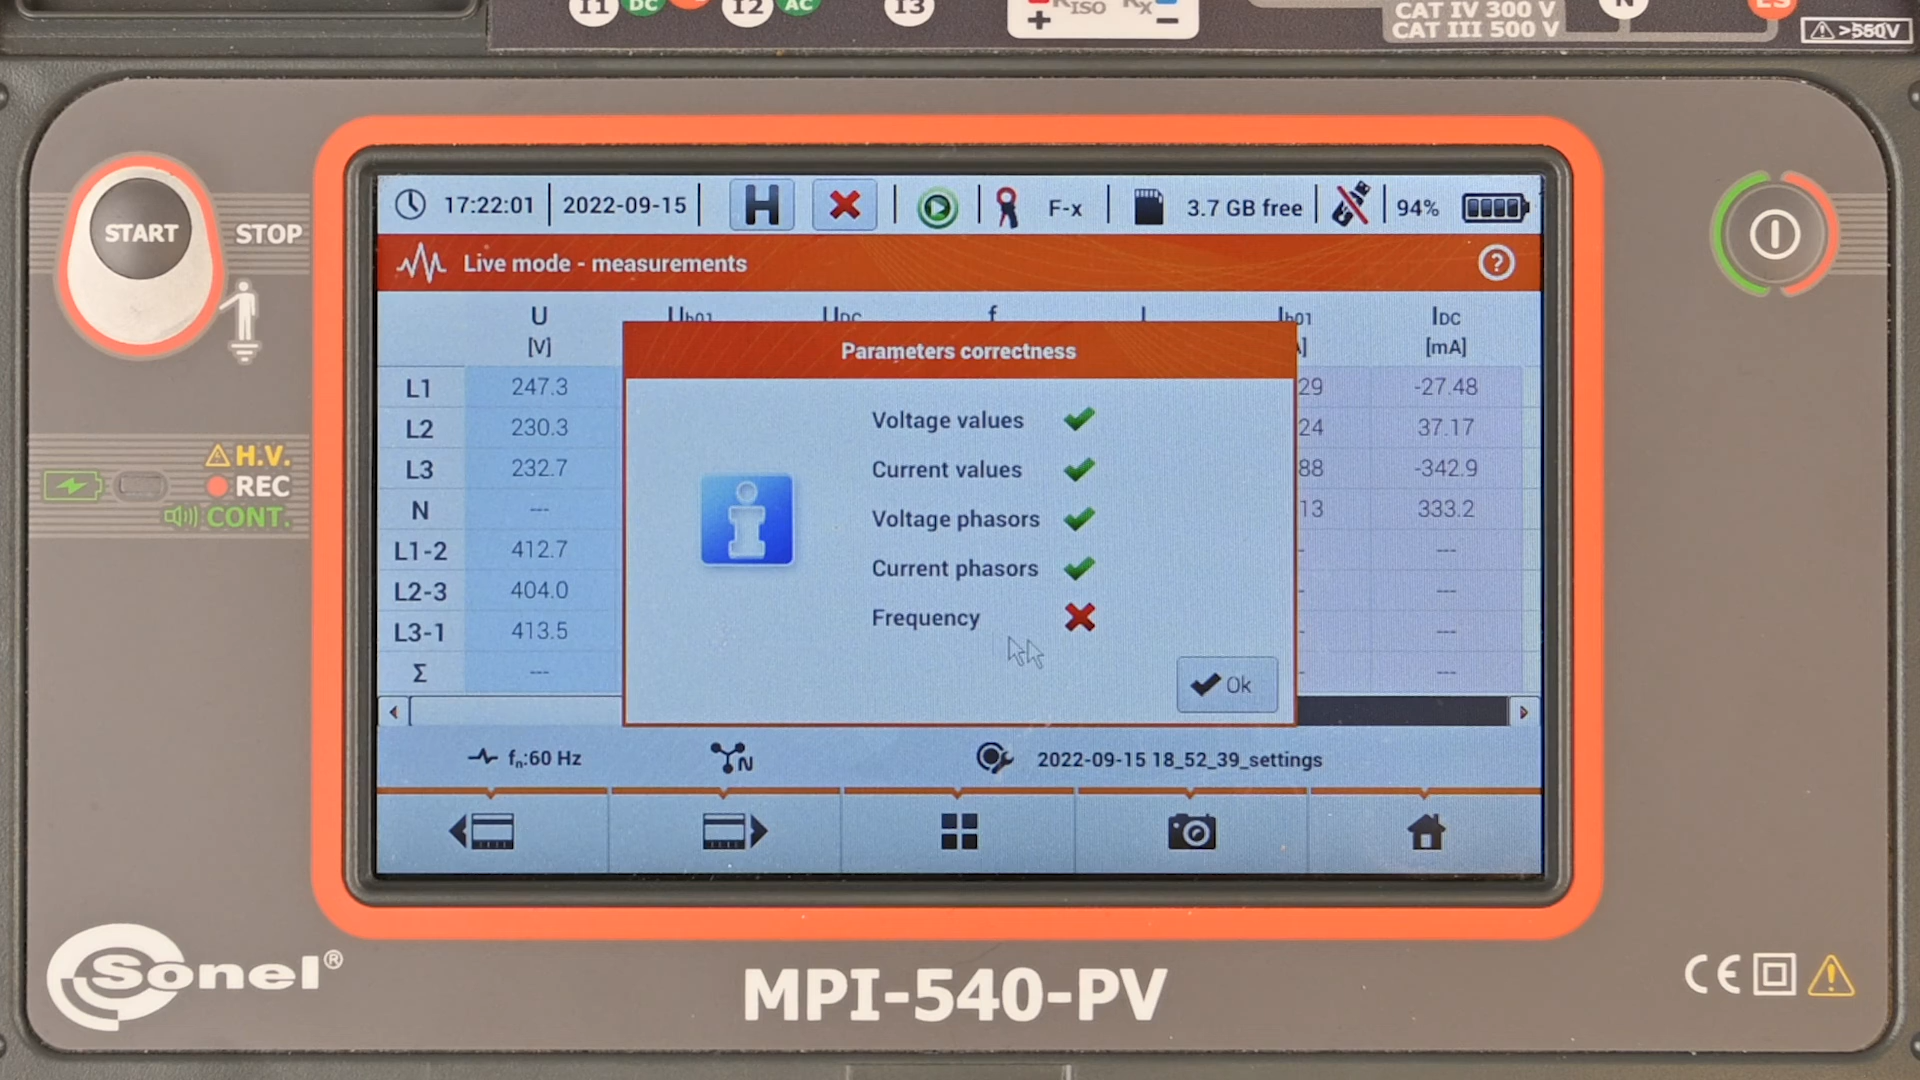 I1 DC I2 AC I3 + RISO RX − CAT IV 300 V N ES
CAT III 500 V ⚠>550V
START STOP
17:22:01 2022-09-15 H F-x 3.7 GB free 94%
Live mode - measurements ?
U Uh01 UDC f I Ih01 IDC
[V] A] [mA]
Parameters correctness
L1 247.3 29 -27.48
L2 230.3 24 37.17
L3 232.7 88 -342.9
N --- 13 333.2
L1-2 412.7 - ---
L2-3 404.0 - ---
L3-1 413.5 - ---
Σ --- - ---
Voltage values
Current values
Voltage phasors
Current phasors
Frequency
Ok
fn:60 Hz N 2022-09-15 18_52_39_settings
H.V.
REC
CONT.
Sonel®
MPI-540-PV
CE